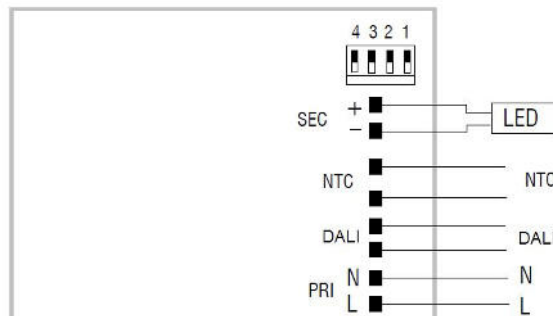 4 3 2 1
SEC + LED
−
NTC NTC
DALI DALI
PRI N N
L L